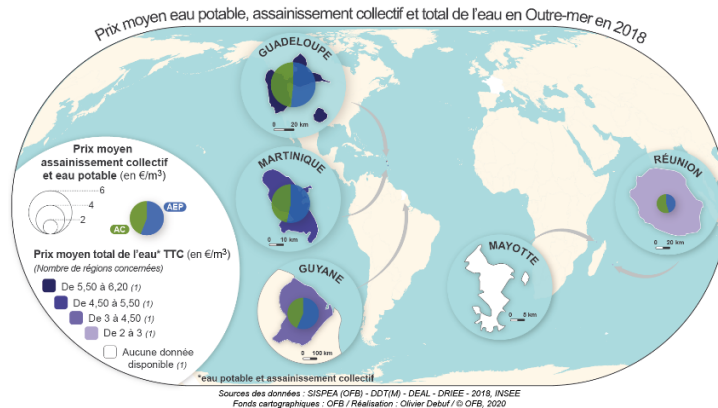 Prix moyen eau potable, assainissement collectif et total de l'eau en Outre-mer en 2018
GUADELOUPE
0 20 km
MARTINIQUE
0 10 km
GUYANE
0 100 km
MAYOTTE
0 8 km
RÉUNION
0 20 km
Prix moyen
assainissement collectif
et eau potable (en €/m³)
6
4
2
AEP
AC
Prix moyen total de l'eau* TTC (en €/m³)
(Nombre de régions concernées)
De 5,50 à 6,20 (1)
De 4,50 à 5,50 (1)
De 3 à 4,50 (1)
De 2 à 3 (1)
Aucune donnée
disponible (1)
*eau potable et assainissement collectif
Sources des données : SISPEA (OFB) - DDT(M) - DEAL - DRIEE - 2018, INSEE
Fonds cartographiques : OFB / Réalisation : Olivier Debuf / © OFB, 2020